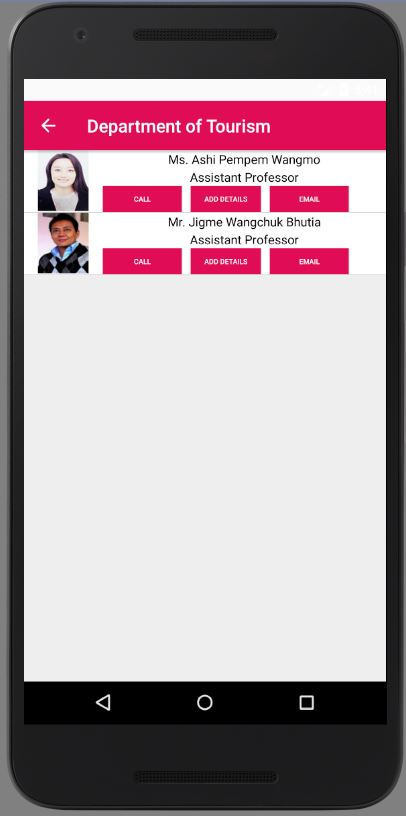 Department of Tourism
Ms. Ashi Pempem Wangmo
Assistant Professor
CALL ADD DETAILS EMAIL
Mr. Jigme Wangchuk Bhutia
Assistant Professor
CALL ADD DETAILS EMAIL